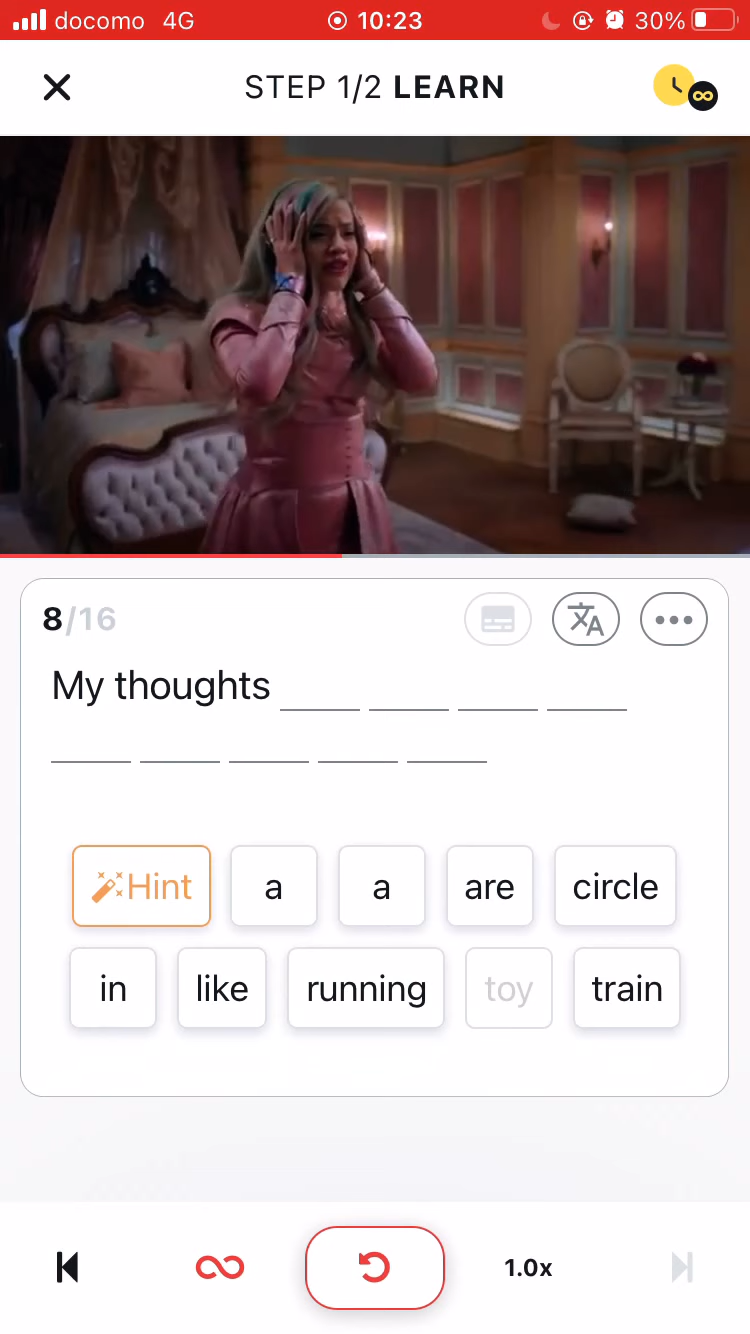 docomo 4G 10:23 30%
STEP 1/2 LEARN
8/16
My thoughts
Hint a a are circle
in like running toy train
1.0x